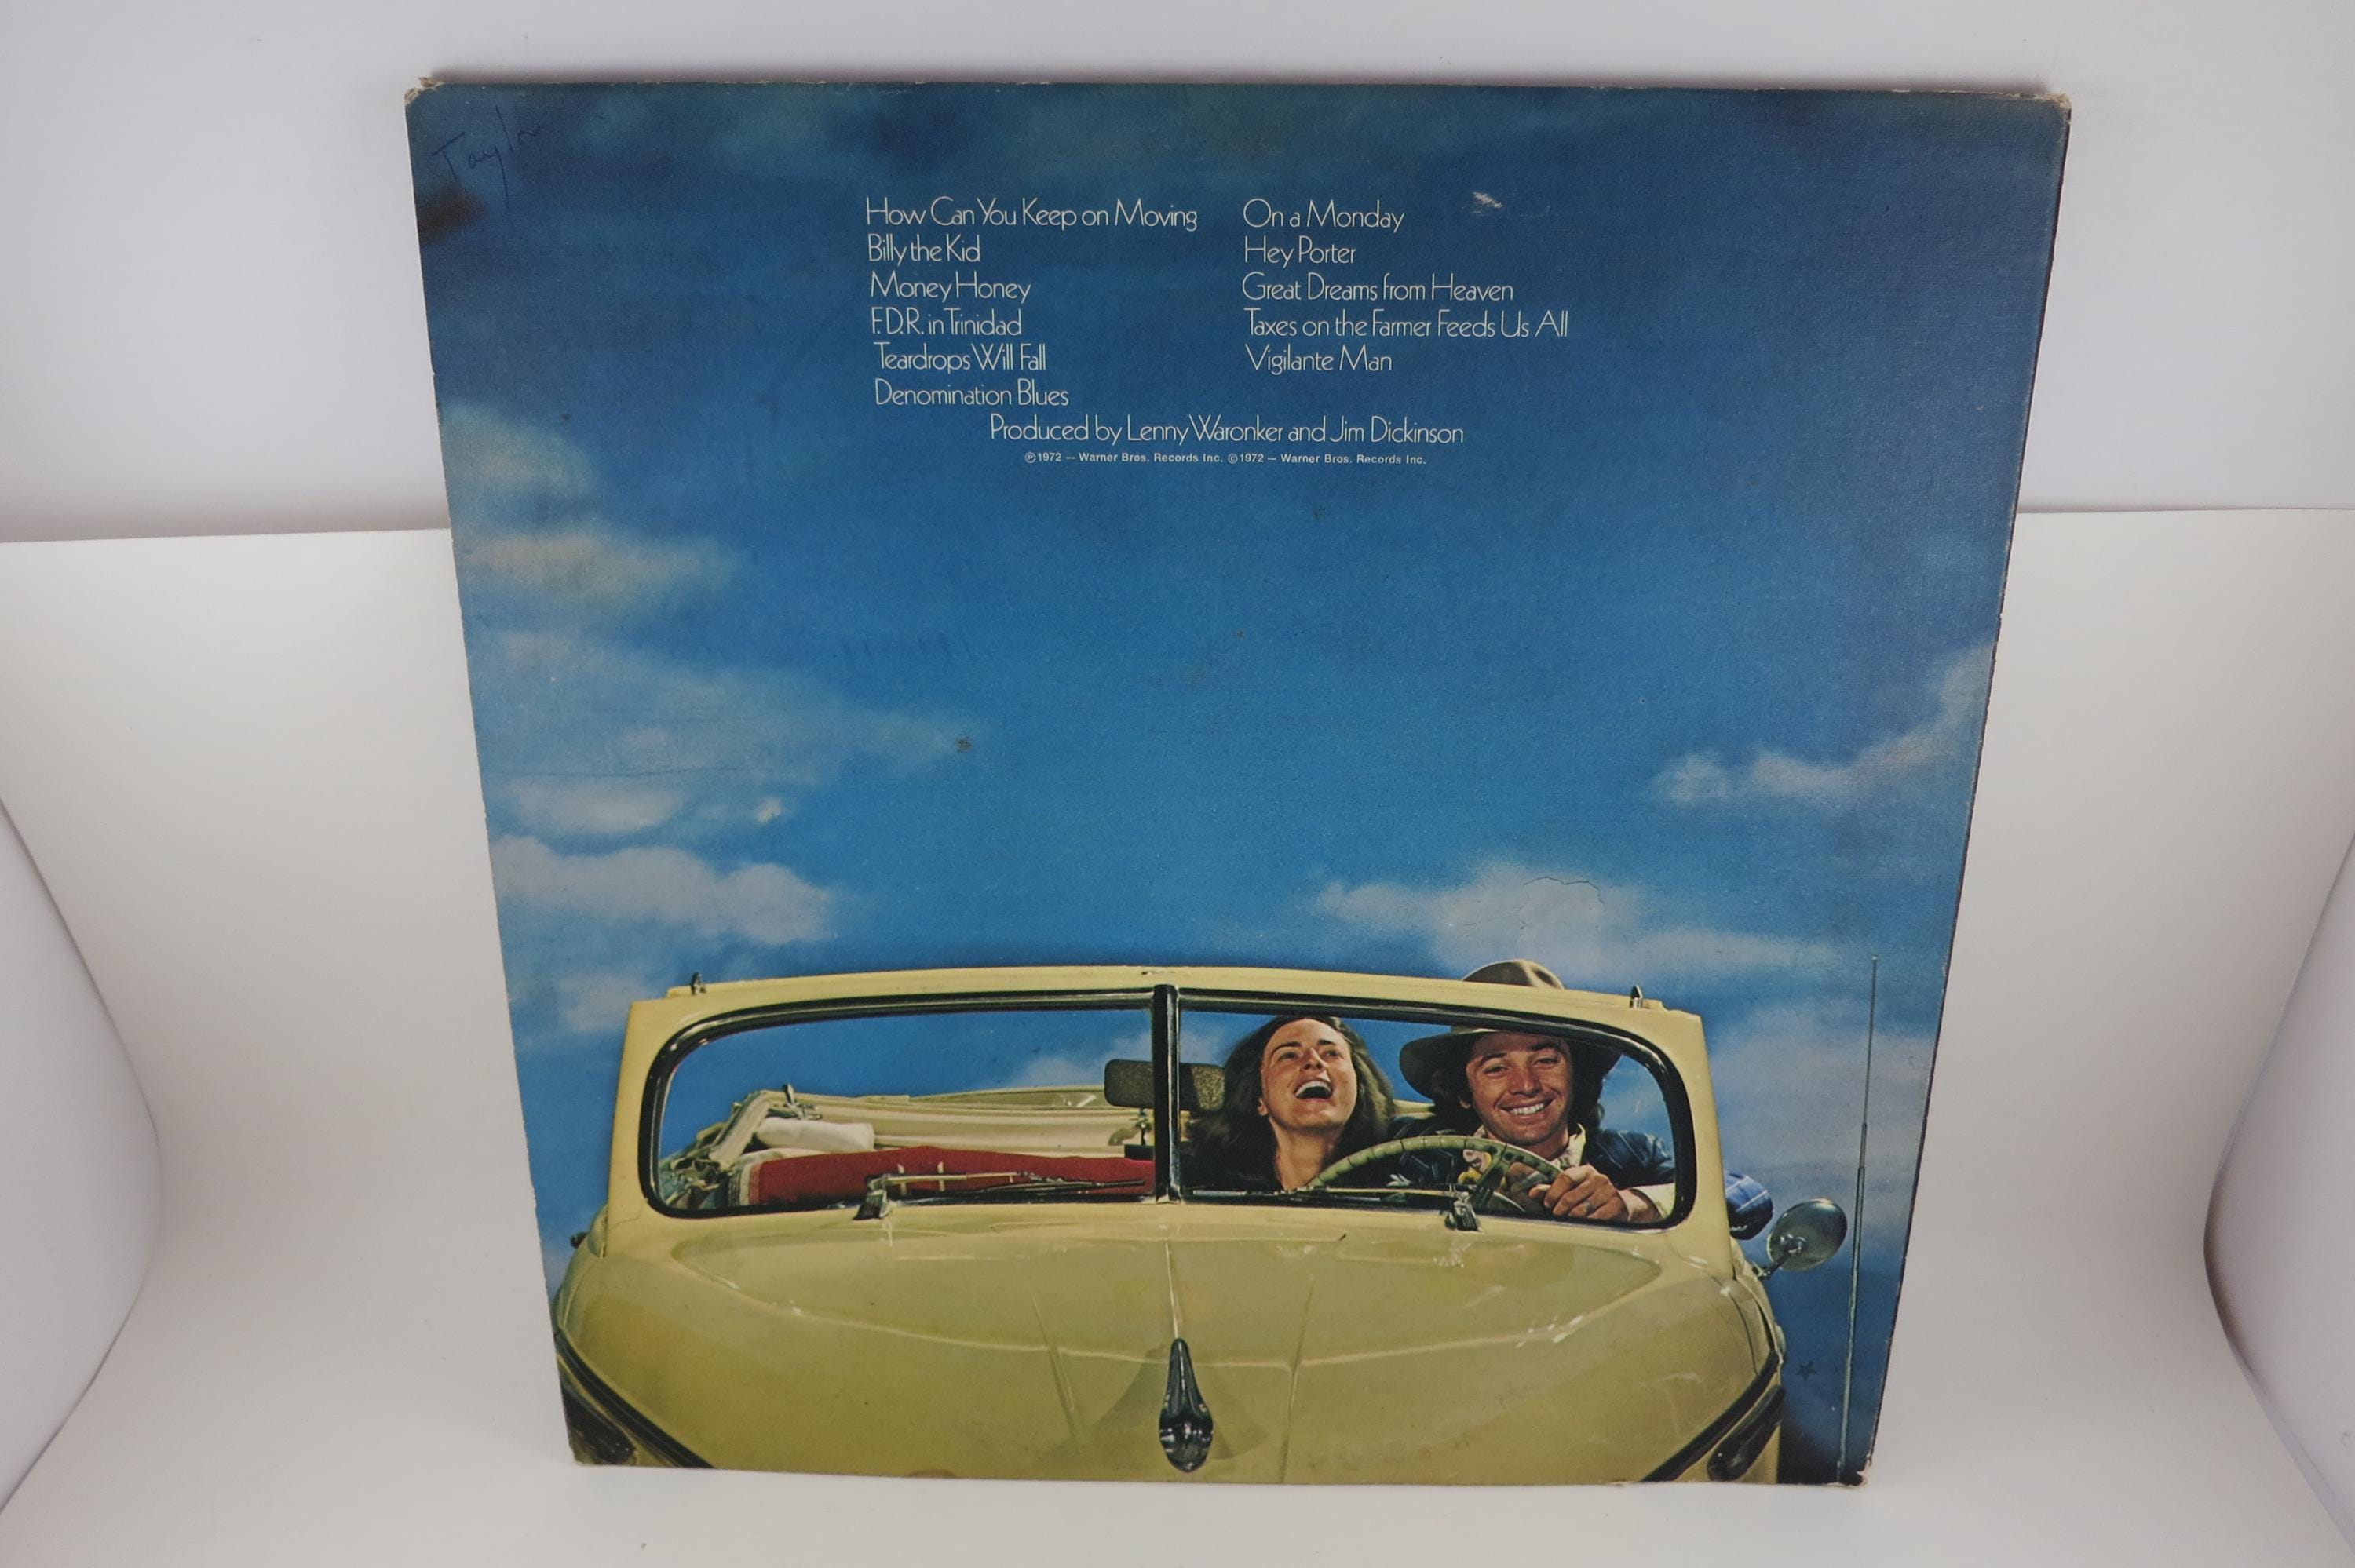 Taylor
How Can You Keep on Moving
Billy the Kid
Money Honey
F.D.R. in Trinidad
Teardrops Will Fall
Denomination Blues
On a Monday
Hey Porter
Great Dreams from Heaven
Taxes on the Farmer Feeds Us All
Vigilante Man
Produced by Lenny Waronker and Jim Dickinson
℗1972 — Warner Bros. Records Inc. ©1972 — Warner Bros. Records Inc.